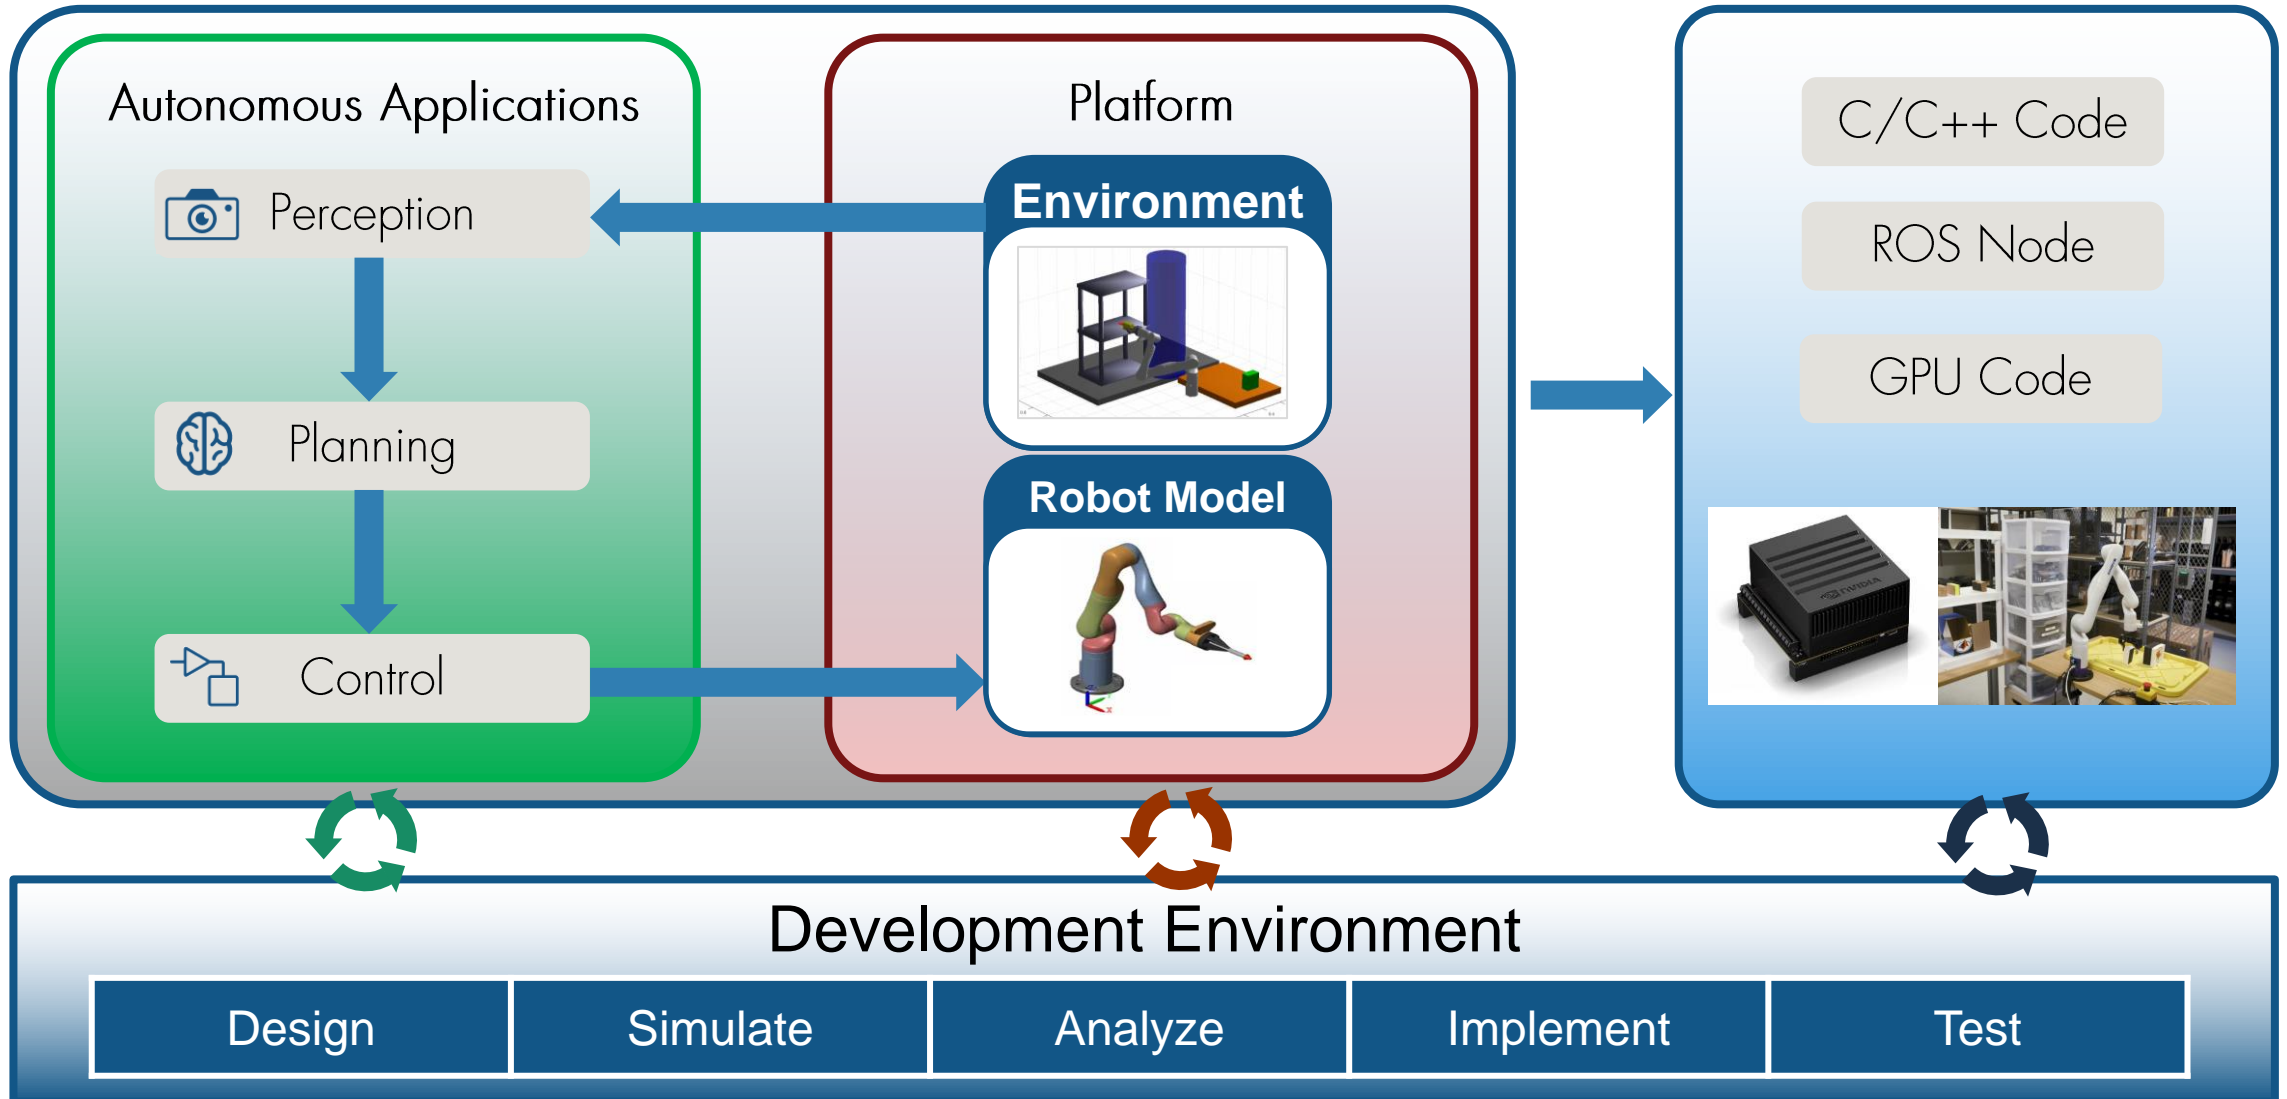 Autonomous Applications
Perception
Planning
Control
Platform
Environment
Robot Model
C/C++ Code
ROS Node
GPU Code
NVIDIA
Development Environment
Design
Simulate
Analyze
Implement
Test